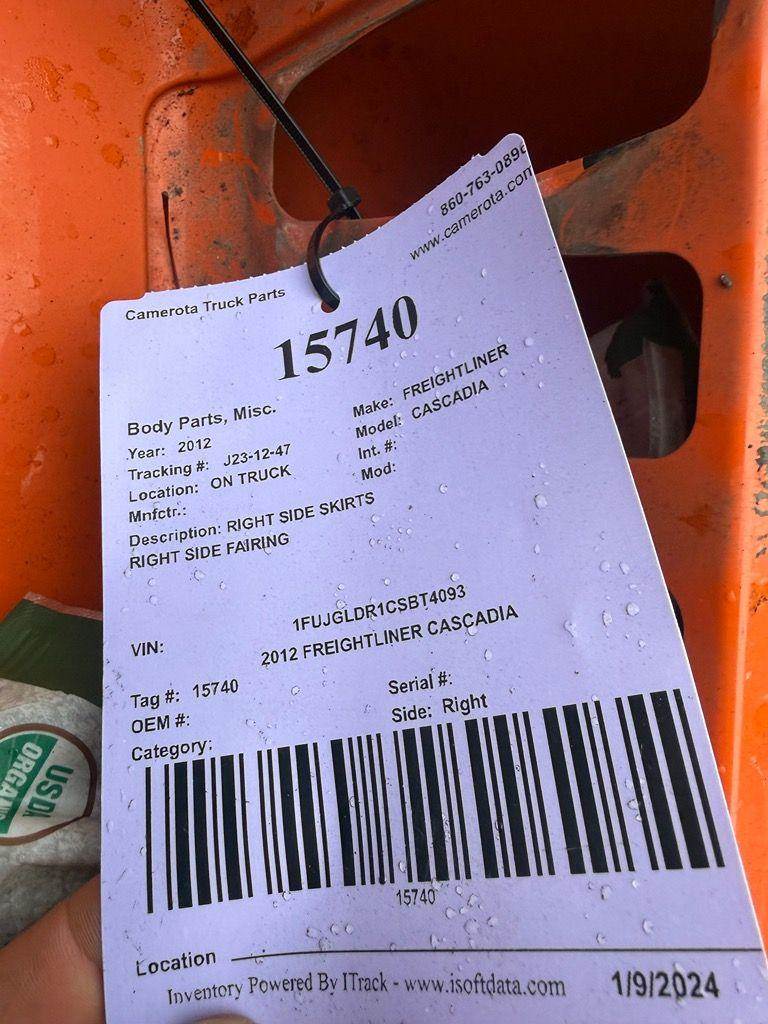 860-763-089
www.camerota.com
Camerota Truck Parts
15740
Body Parts, Misc.
Year: 2012
Tracking #: J23-12-47
Location: ON TRUCK
Mnfctr.:
Make: FREIGHTLINER
Model: CASCADIA
Int. #:
Mod:
Description: RIGHT SIDE SKIRTS
RIGHT SIDE FAIRING
VIN:
1FUJGLDR1CSBT4093
2012 FREIGHTLINER CASCADIA
Tag #: 15740
OEM #:
Category:
Serial #:
Side: Right
15740
Location
Inventory Powered By ITrack - www.isoftdata.com
1/9/2024
USDA
ORGAN